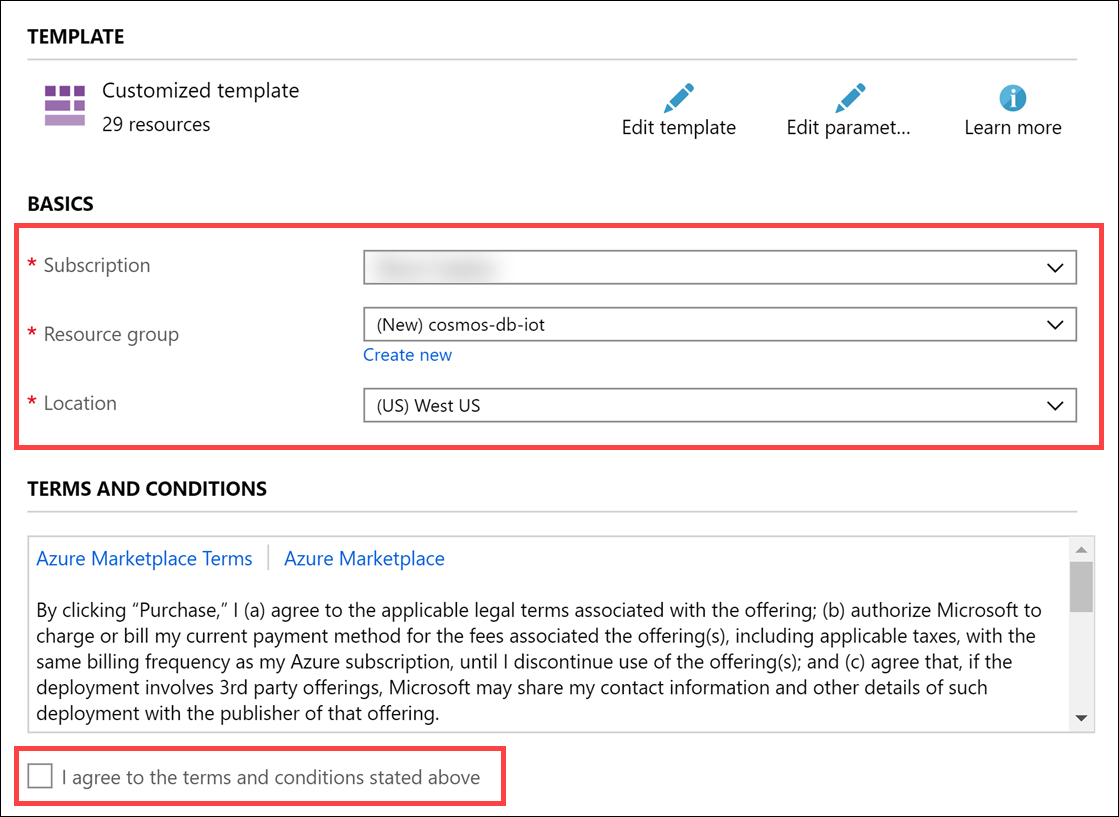 TEMPLATE
Customized template
29 resources
Edit template
Edit paramet...
Learn more
BASICS
* Subscription
* Resource group
(New) cosmos-db-iot
Create new
* Location
(US) West US
TERMS AND CONDITIONS
Azure Marketplace Terms | Azure Marketplace
By clicking “Purchase,” I (a) agree to the applicable legal terms associated with the offering; (b) authorize Microsoft to
charge or bill my current payment method for the fees associated the offering(s), including applicable taxes, with the
same billing frequency as my Azure subscription, until I discontinue use of the offering(s); and (c) agree that, if the
deployment involves 3rd party offerings, Microsoft may share my contact information and other details of such
deployment with the publisher of that offering.
I agree to the terms and conditions stated above